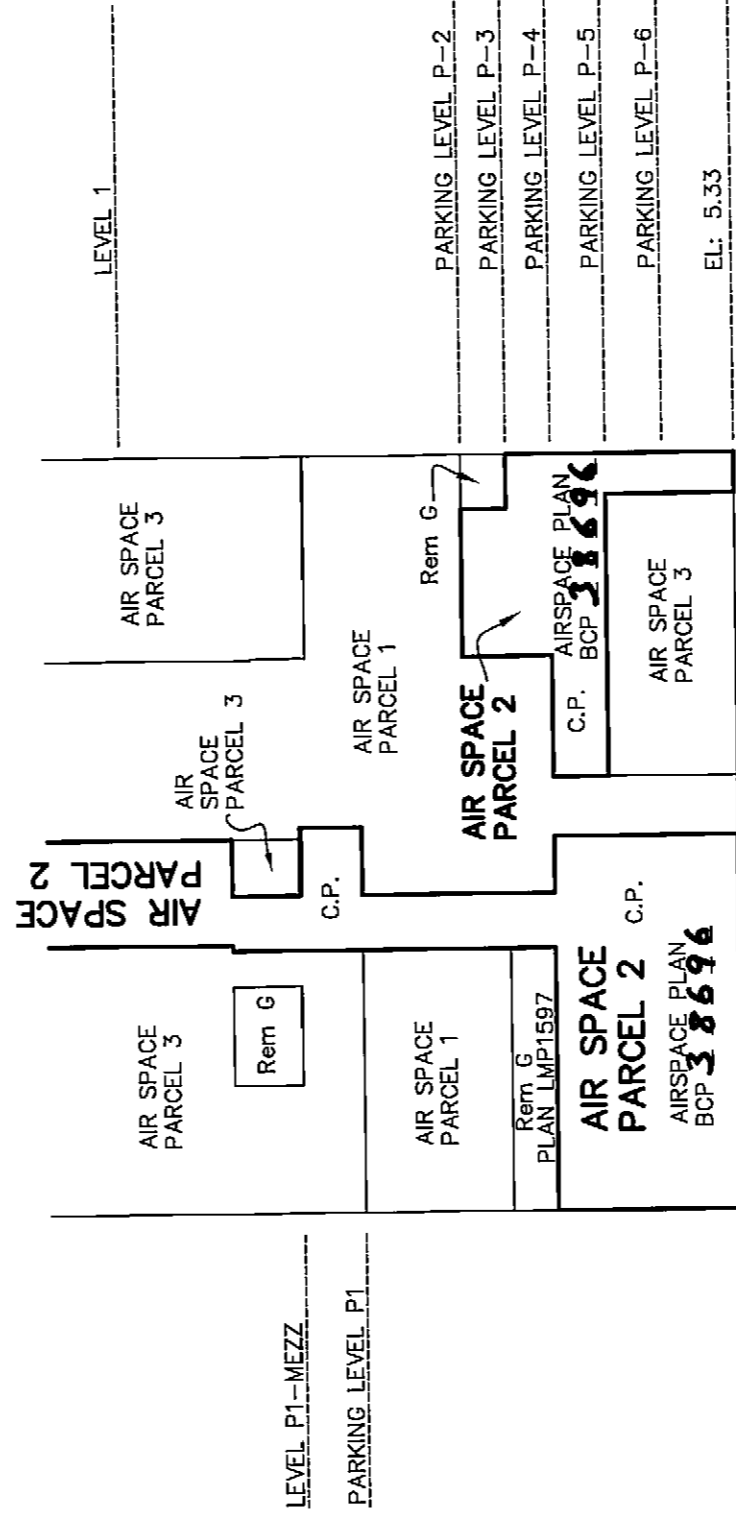 LEVEL 1
PARKING LEVEL P-2
PARKING LEVEL P-3
PARKING LEVEL P-4
PARKING LEVEL P-5
PARKING LEVEL P-6
EL: 5.33
AIR SPACE
PARCEL 3
AIR SPACE
PARCEL 1
Rem G
AIR SPACE
PARCEL 2
C.P.
AIRSPACE PLAN
BCP 38696
AIR SPACE
PARCEL 3
AIR
SPACE
PARCEL 3
AIR SPACE
PARCEL 2
C.P.
AIR SPACE
PARCEL 3
Rem G
AIR SPACE
PARCEL 1
Rem G
PLAN LMP1597
AIR SPACE
PARCEL 2
C.P.
AIRSPACE PLAN
BCP 38696
LEVEL P1-MEZZ
PARKING LEVEL P1